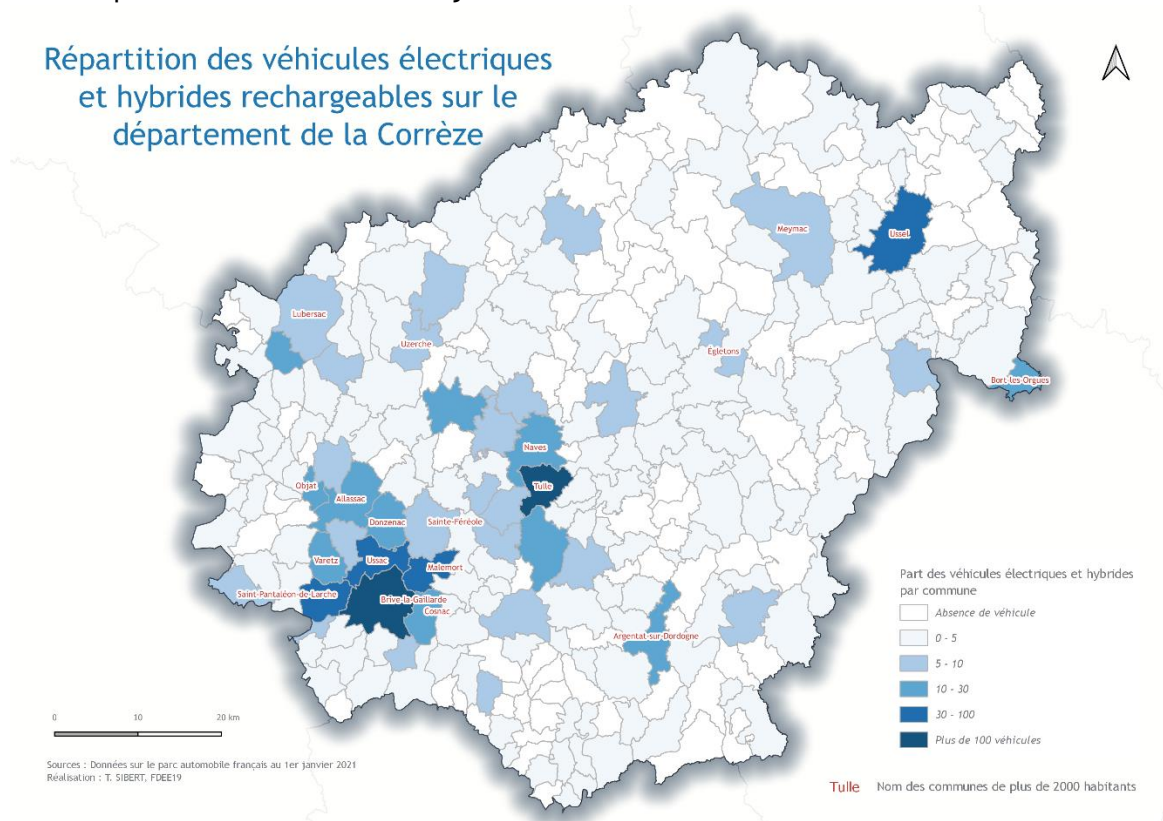 Répartition des véhicules électriques
et hybrides rechargeables sur le
département de la Corrèze
Meymac
Ussel
Lubersac
Uzerche
Égletons
Bort-les-Orgues
Naves
Tulle
Objat
Allassac
Donzenac
Sainte-Féréole
Varetz
Ussac
Malemort
Saint-Pantaléon-de-Larche
Brive-la-Gaillarde
Cosnac
Argentat-sur-Dordogne
Part des véhicules électriques et hybrides
par commune
Absence de véhicule
0 - 5
5 - 10
10 - 30
30 - 100
Plus de 100 véhicules
0 10 20 km
Sources : Données sur le parc automobile français au 1er janvier 2021
Réalisation : T. SIBERT, FDEE19
Tulle Nom des communes de plus de 2000 habitants